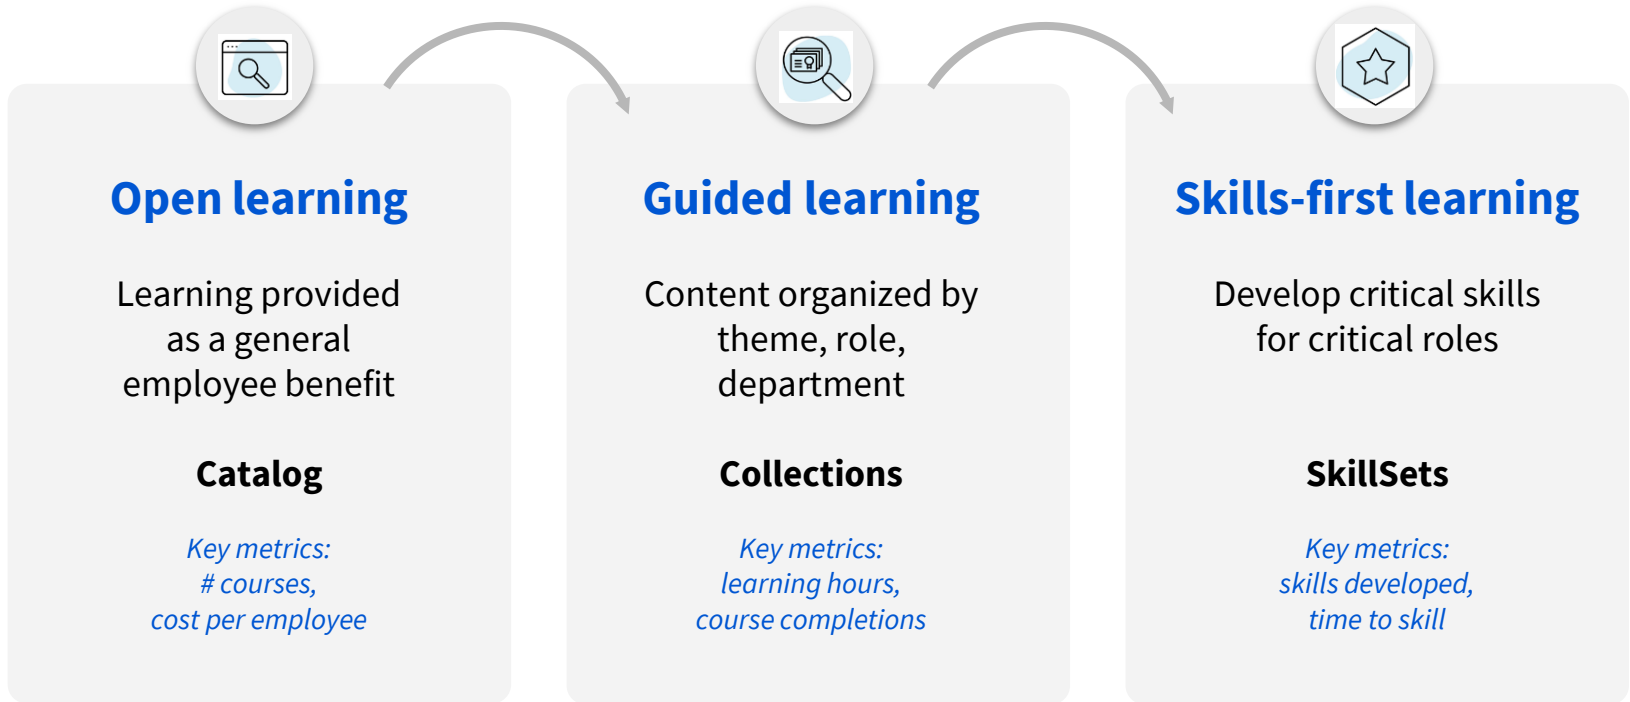 Open learning
Learning provided
as a general
employee benefit
Catalog
Key metrics:
# courses,
cost per employee
Guided learning
Content organized by
theme, role,
department
Collections
Key metrics:
learning hours,
course completions
Skills-first learning
Develop critical skills
for critical roles
SkillSets
Key metrics:
skills developed,
time to skill